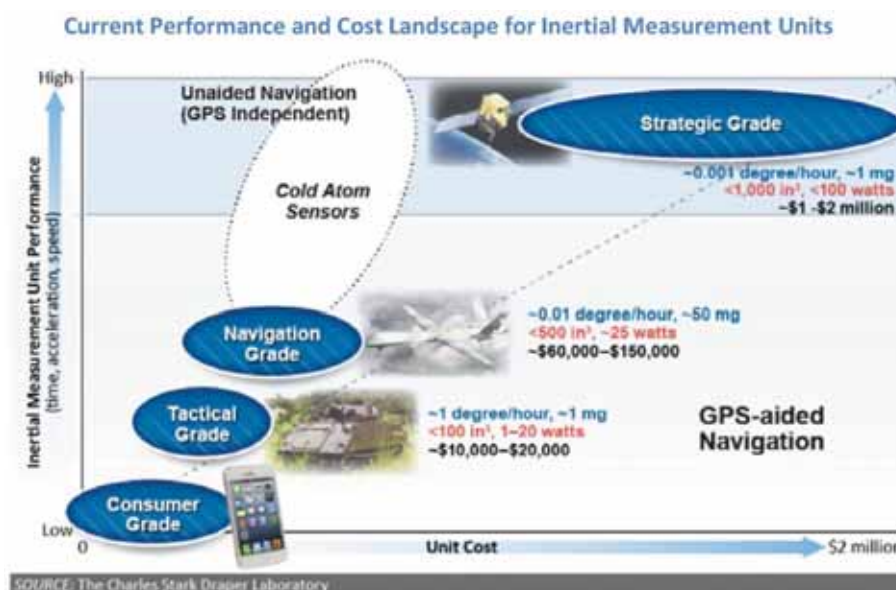 Current Performance and Cost Landscape for Inertial Measurement Units
High
Unaided Navigation
(GPS Independent)
Strategic Grade
Cold Atom
Sensors
~0.001 degree/hour, ~1 mg
<1,000 in³, <100 watts
~$1 -$2 million
Inertial Measurement Unit Performance
(time, acceleration, speed)
Navigation
Grade
~0.01 degree/hour, ~50 mg
<500 in³, ~25 watts
~$60,000–$150,000
Tactical
Grade
~1 degree/hour, ~1 mg
<100 in³, 1–20 watts
~$10,000–$20,000
GPS-aided
Navigation
Consumer
Grade
Low
0
Unit Cost
$2 million
SOURCE: The Charles Stark Draper Laboratory